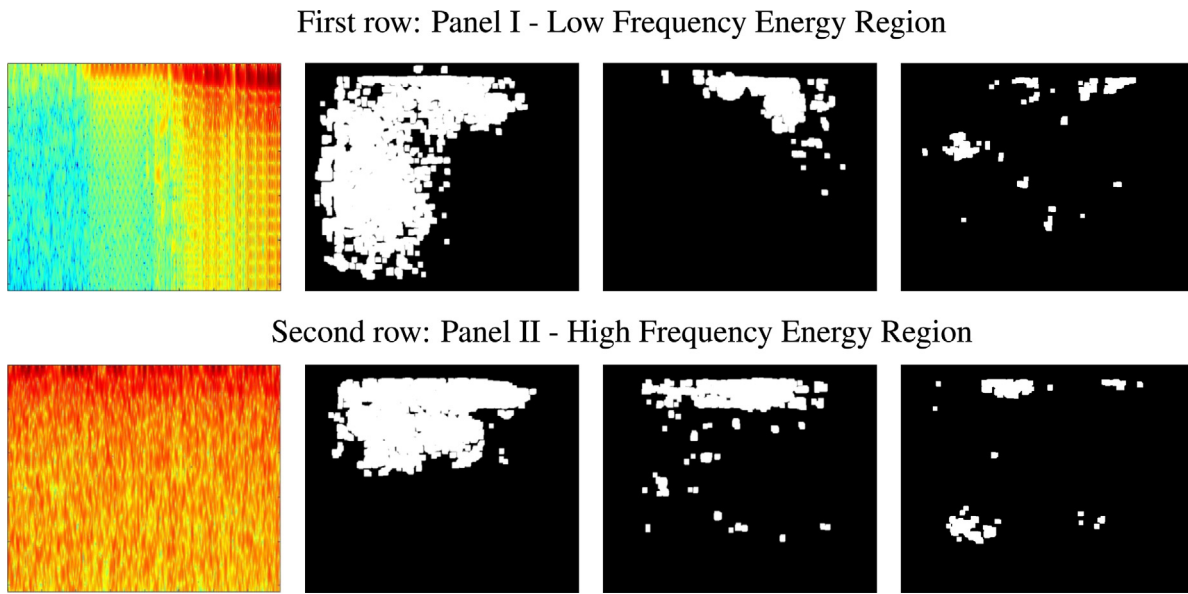 First row: Panel I - Low Frequency Energy Region
Second row: Panel II - High Frequency Energy Region